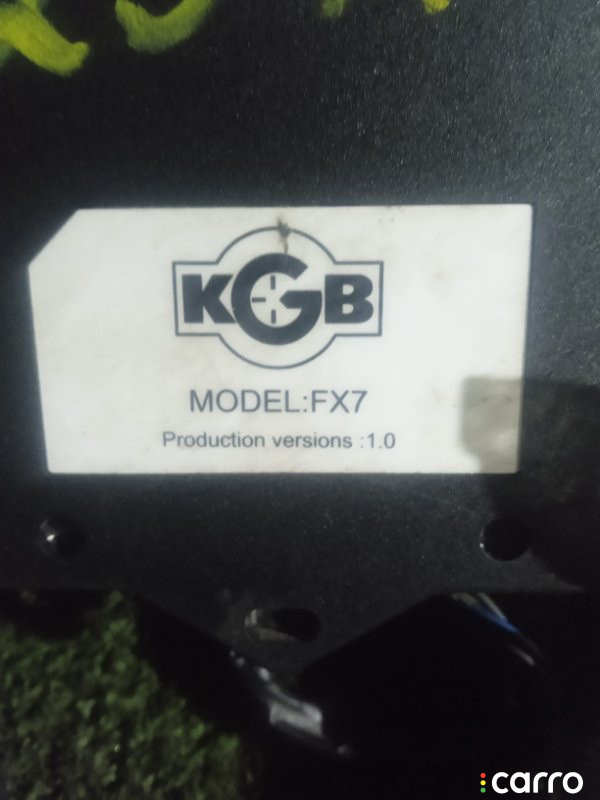 KGB
MODEL:FX7
Production versions :1.0
carro